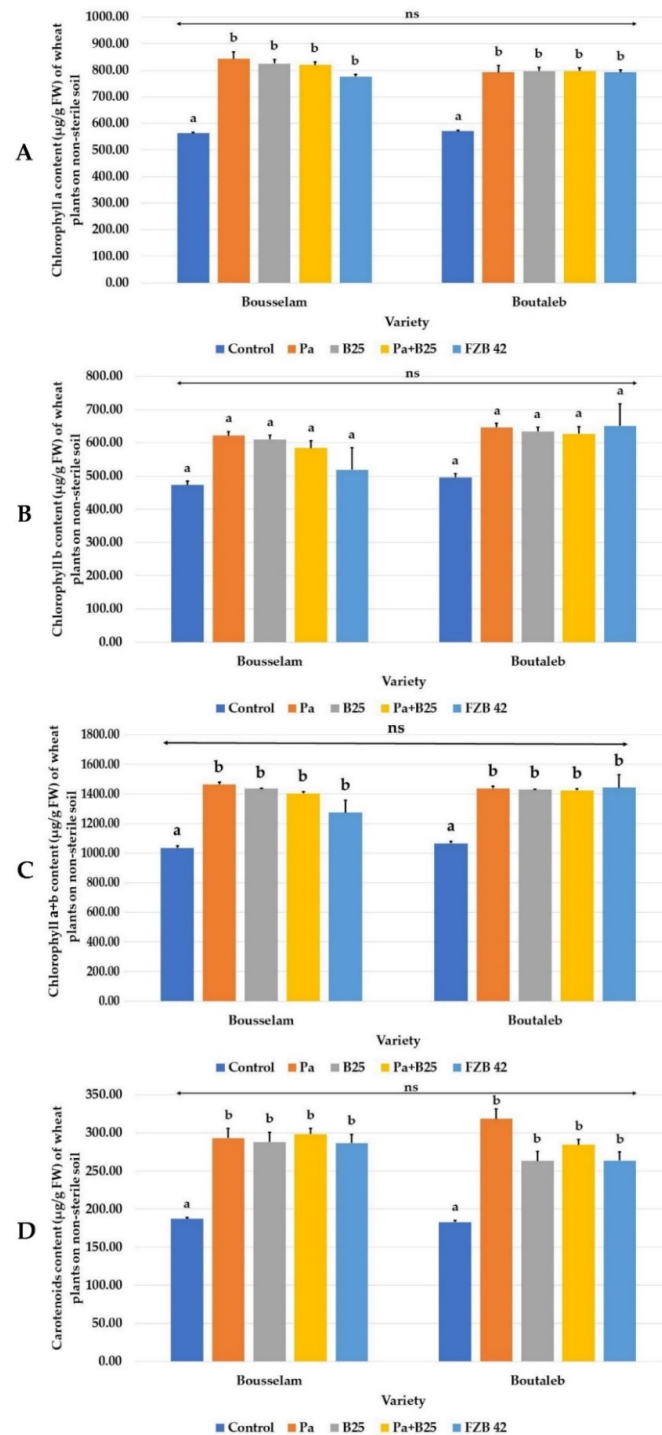 A
Chlorophyll a content (µg/g FW) of wheat
plants on non-sterile soil
1000.00
900.00
800.00
700.00
600.00
500.00
400.00
300.00
200.00
100.00
0.00
ns
a b b b b
a b b b b
Bousselam Boutaleb
Variety
Control Pa B25 Pa+B25 FZB 42
B
Chlorophyll b content (µg/g FW) of wheat
plants on non-sterile soil
800.00
700.00
600.00
500.00
400.00
300.00
200.00
100.00
0.00
ns
a a a a a
a a a a a
Bousselam Boutaleb
Variety
Control Pa B25 Pa+B25 FZB 42
C
Chlorophyll a+b content (µg/g FW) of wheat
plants on non-sterile soil
1800.00
1600.00
1400.00
1200.00
1000.00
800.00
600.00
400.00
200.00
0.00
ns
a b b b b
a b b b b
Bousselam Boutaleb
Variety
Control Pa B25 Pa+B25 FZB 42
D
Carotenoids content (µg/g FW) of wheat
plants on non-sterile soil
350.00
300.00
250.00
200.00
150.00
100.00
50.00
0.00
ns
a b b b b
a b b b b
Bousselam Boutaleb
Variety
Control Pa B25 Pa+B25 FZB 42